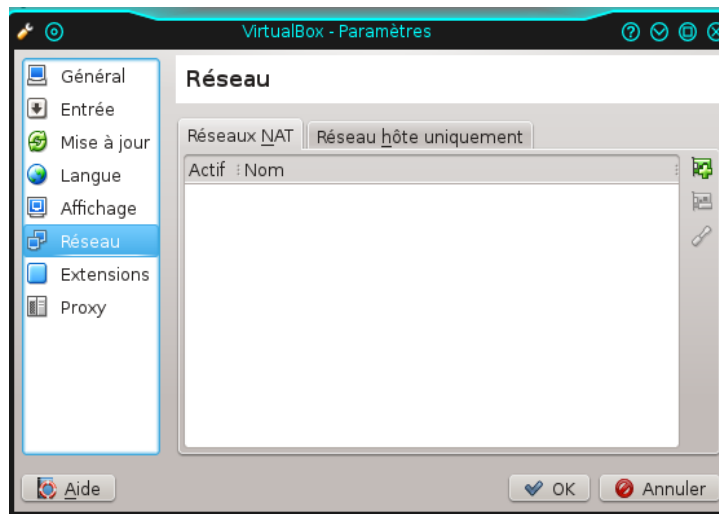 VirtualBox - Paramètres
Général
Entrée
Mise à jour
Langue
Affichage
Réseau
Extensions
Proxy
Réseau
Réseaux NAT
Réseau hôte uniquement
Actif
Nom
Aide
OK
Annuler